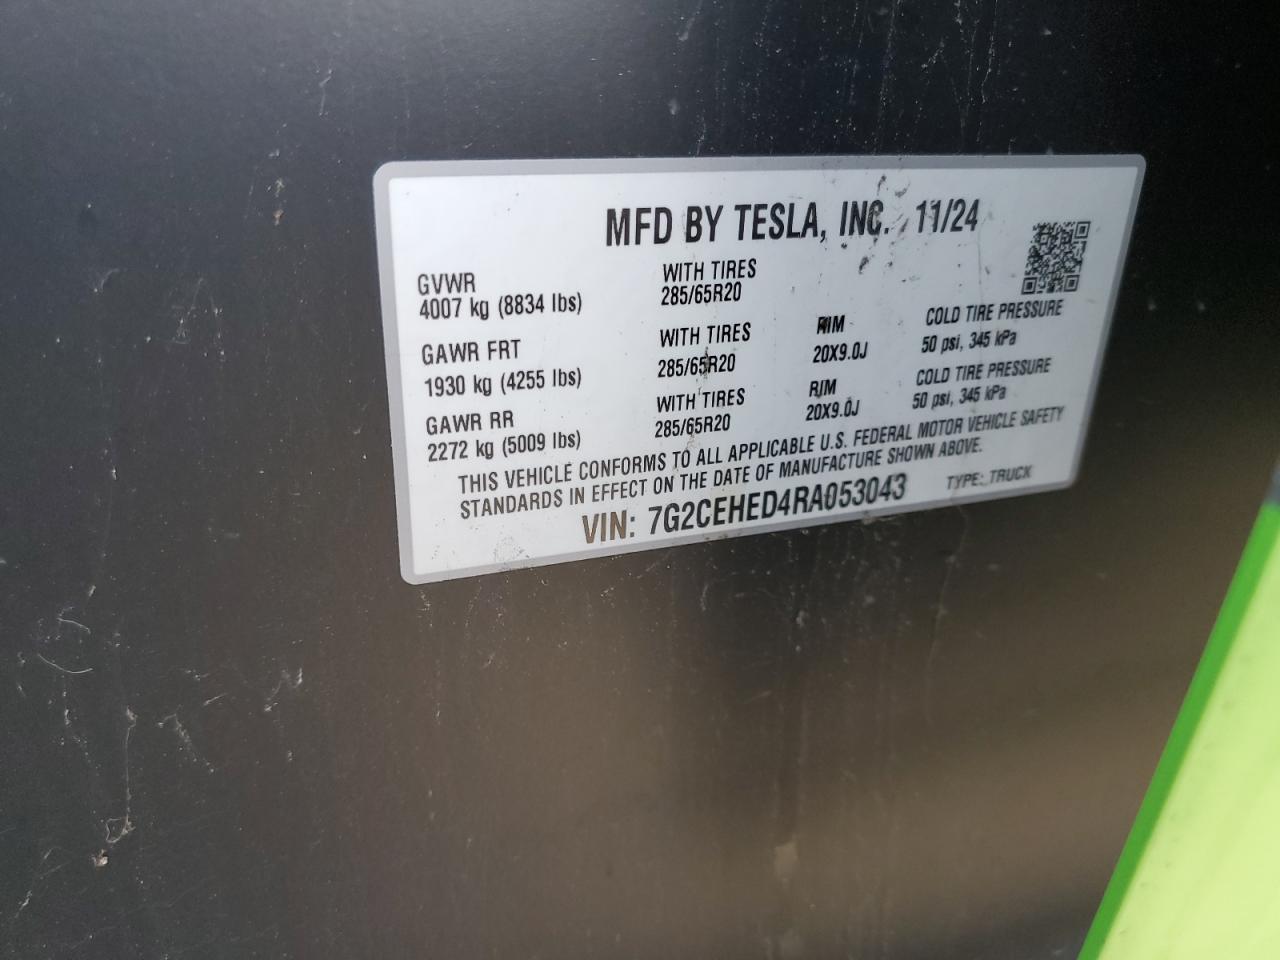 MFD BY TESLA, INC. 11/24
GVWR
4007 kg (8834 lbs)
WITH TIRES
285/65R20
GAWR FRT
1930 kg (4255 lbs)
WITH TIRES
285/65R20
RIM
20X9.0J
COLD TIRE PRESSURE
50 psi, 345 kPa
GAWR RR
2272 kg (5009 lbs)
WITH TIRES
285/65R20
RIM
20X9.0J
COLD TIRE PRESSURE
50 psi, 345 kPa
THIS VEHICLE CONFORMS TO ALL APPLICABLE U.S. FEDERAL MOTOR VEHICLE SAFETY
STANDARDS IN EFFECT ON THE DATE OF MANUFACTURE SHOWN ABOVE.
VIN: 7G2CEHED4RA053043
TYPE: TRUCK